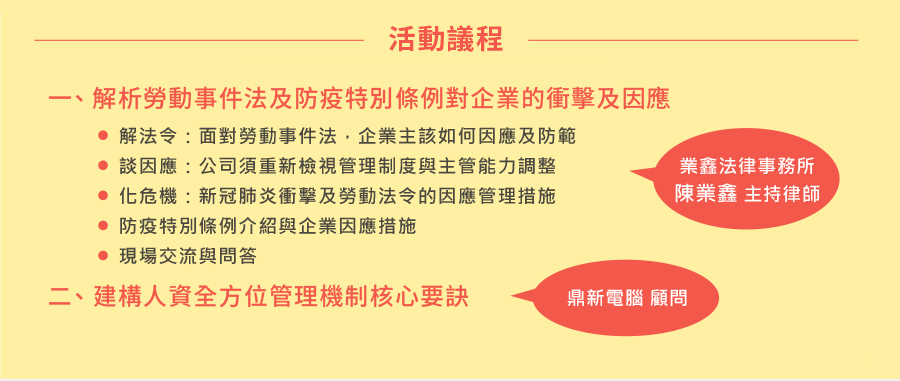 活動議程
一、解析勞動事件法及防疫特別條例對企業的衝擊及因應
● 解法令：面對勞動事件法，企業主該如何因應及防範
● 談因應：公司須重新檢視管理制度與主管能力調整
● 化危機：新冠肺炎衝擊及勞動法令的因應管理措施
● 防疫特別條例介紹與企業因應措施
● 現場交流與問答
業鑫法律事務所
陳業鑫 主持律師
二、建構人資全方位管理機制核心要訣
鼎新電腦 顧問